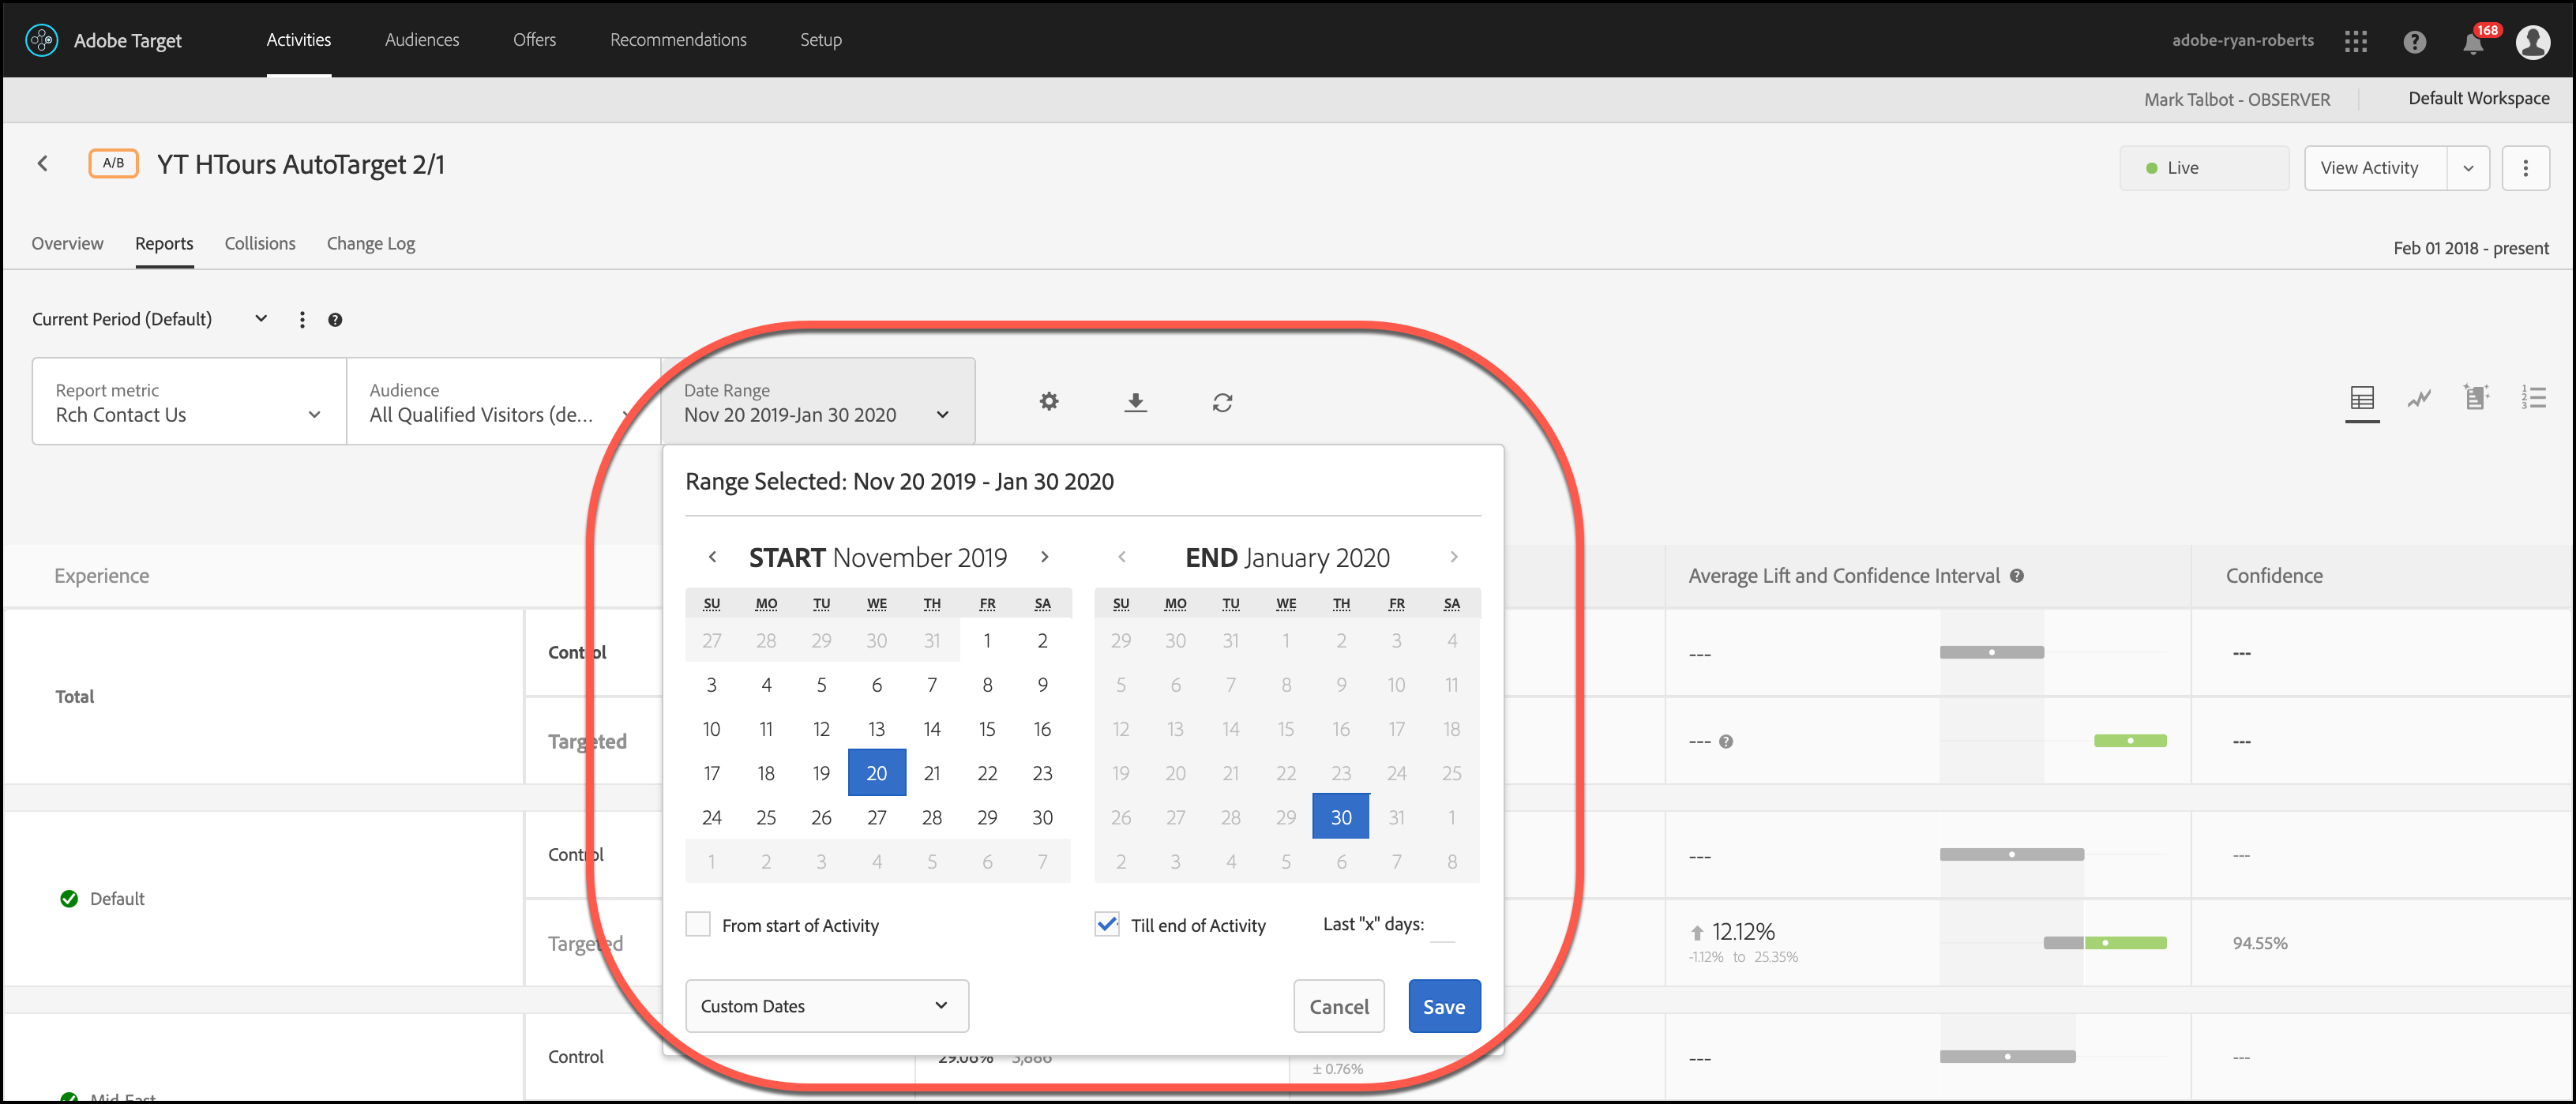 Adobe Target Activities Audiences Offers Recommendations Setup adobe-ryan-roberts 168
Mark Talbot - OBSERVER Default Workspace
A/B YT HTours AutoTarget 2/1 Live View Activity
Overview Reports Collisions Change Log Feb 01 2018 - present
Current Period (Default)
Report metric Audience Date Range
Rch Contact Us All Qualified Visitors (de... Nov 20 2019-Jan 30 2020
Range Selected: Nov 20 2019 - Jan 30 2020
START November 2019 END January 2020
Experience Average Lift and Confidence Interval Confidence
SU MO TU WE TH FR SA SU MO TU WE TH FR SA
27 28 29 30 31 1 2 29 30 31 1 2 3 4
Control --- ---
3 4 5 6 7 8 9 5 6 7 8 9 10 11
Total
10 11 12 13 14 15 16 12 13 14 15 16 17 18
Targeted --- ---
17 18 19 20 21 22 23 19 20 21 22 23 24 25
24 25 26 27 28 29 30 26 27 28 29 30 31 1
Control --- ---
1 2 3 4 5 6 7 2 3 4 5 6 7 8
Default
From start of Activity Till end of Activity Last "x" days:
Targeted 12.12% 94.55%
-1.12% to 25.35%
Custom Dates Cancel Save
Control 29.06% 3,886 --- ---
± 0.76%
Mid-East